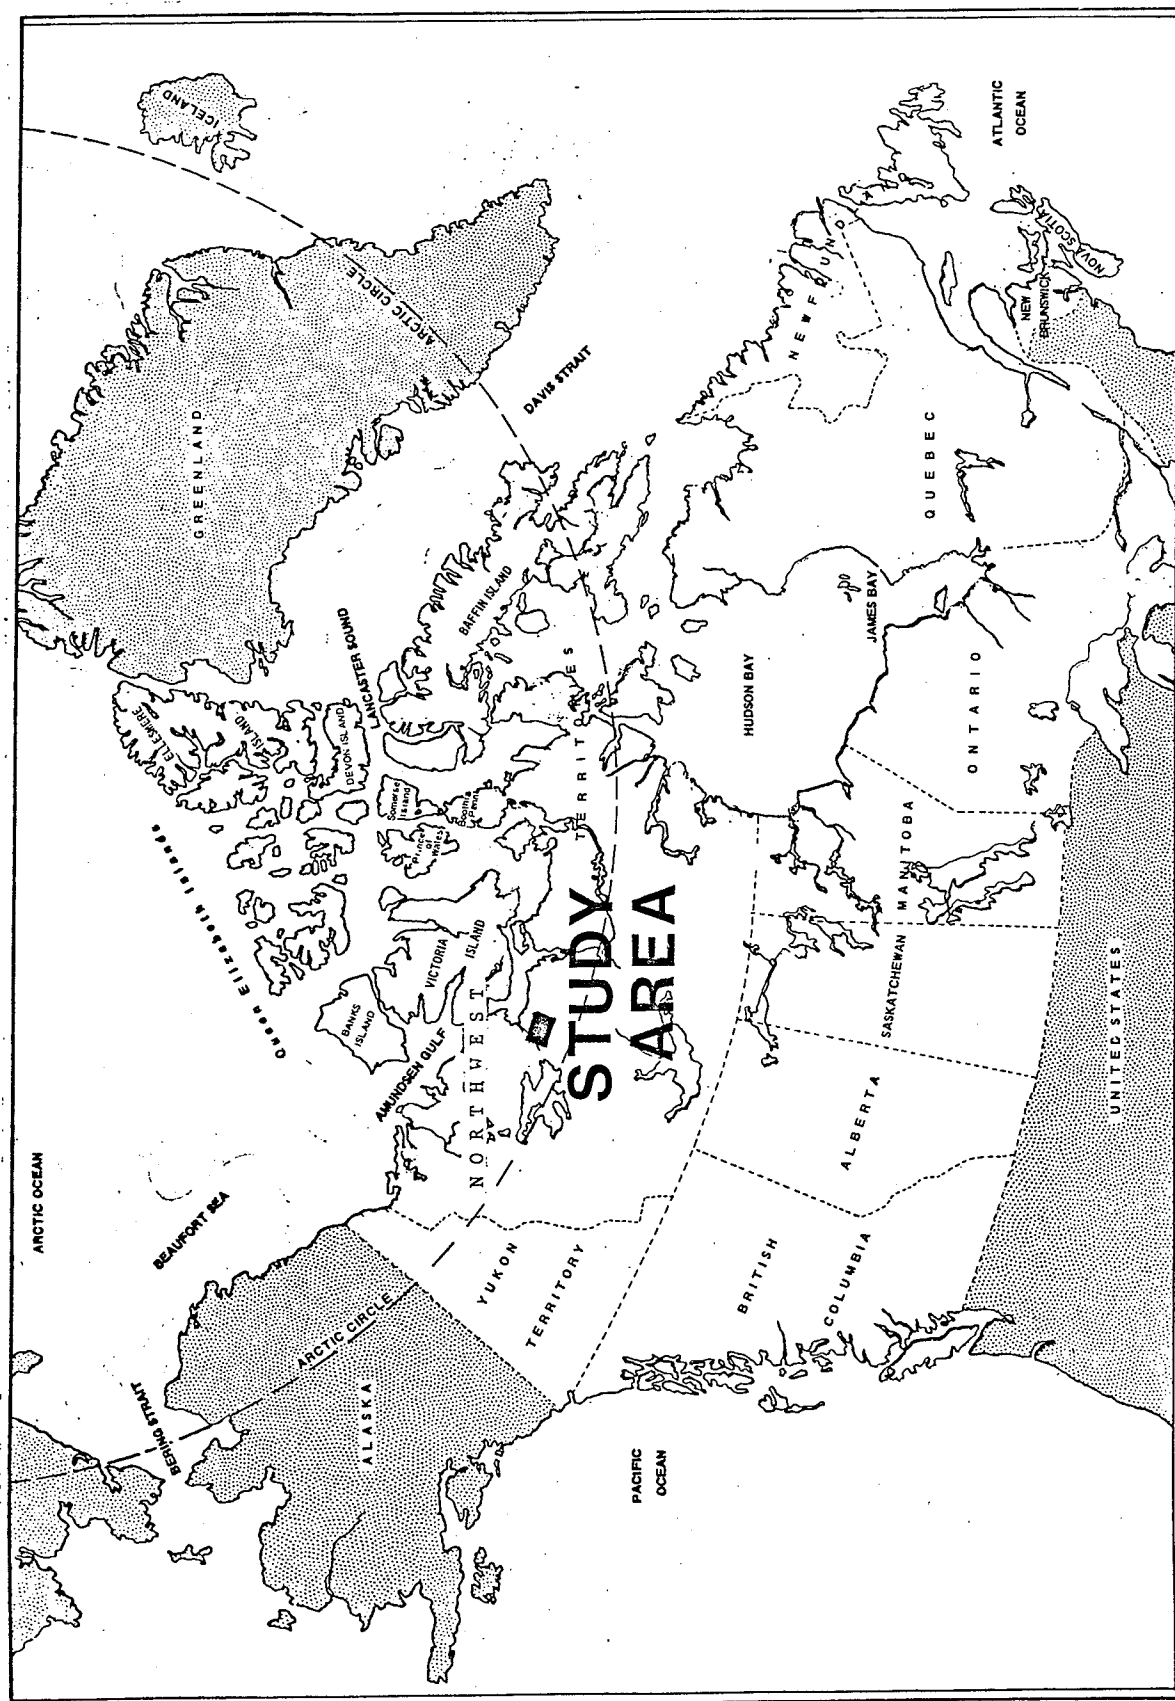 ARCTIC OCEAN
BEAUFORT SEA
BERING STRAIT
ARCTIC CIRCLE
ALASKA
YUKON
TERRITORY
PACIFIC
OCEAN
BRITISH
COLUMBIA
ALBERTA
SASKATCHEWAN
MANITOBA
ONTARIO
QUEBEC
NEWFOUND
NEW
BRUNSWICK
NOVA SCOTIA
ATLANTIC
OCEAN
UNITED STATES
HUDSON BAY
JAMES BAY
NORTHWEST
TERRITORIES
STUDY
AREA
AMUNDSEN GULF
BANKS
ISLAND
VICTORIA
ISLAND
Queen Elizabeth Islands
Prince
of
Wales
Somerset
Island
Boothia
Penn.
DEVON ISLAND
ELLESMERE
ISLAND
LANCASTER SOUND
BAFFIN ISLAND
DAVIS STRAIT
ARCTIC CIRCLE
GREENLAND
ICELAND